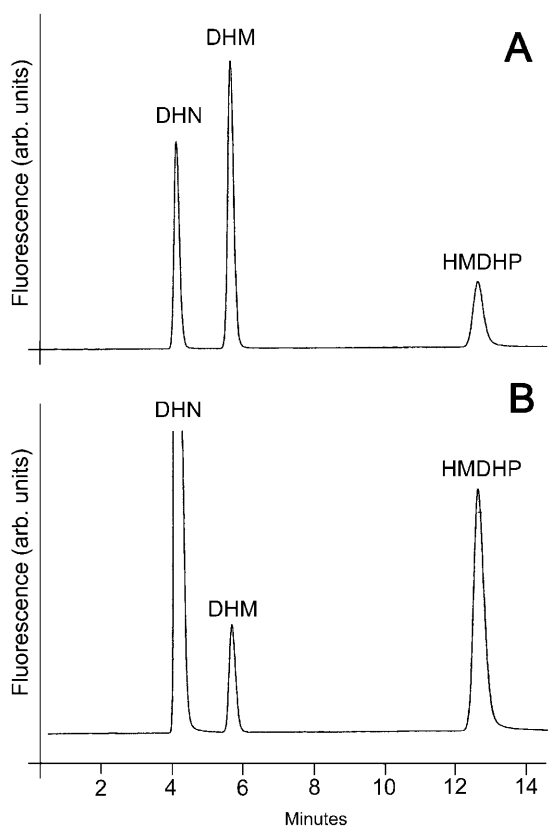 A
DHM
DHN
HMDHP
Fluorescence (arb. units)
B
DHN
HMDHP
DHM
Fluorescence (arb. units)
2 4 6 8 10 12 14
Minutes